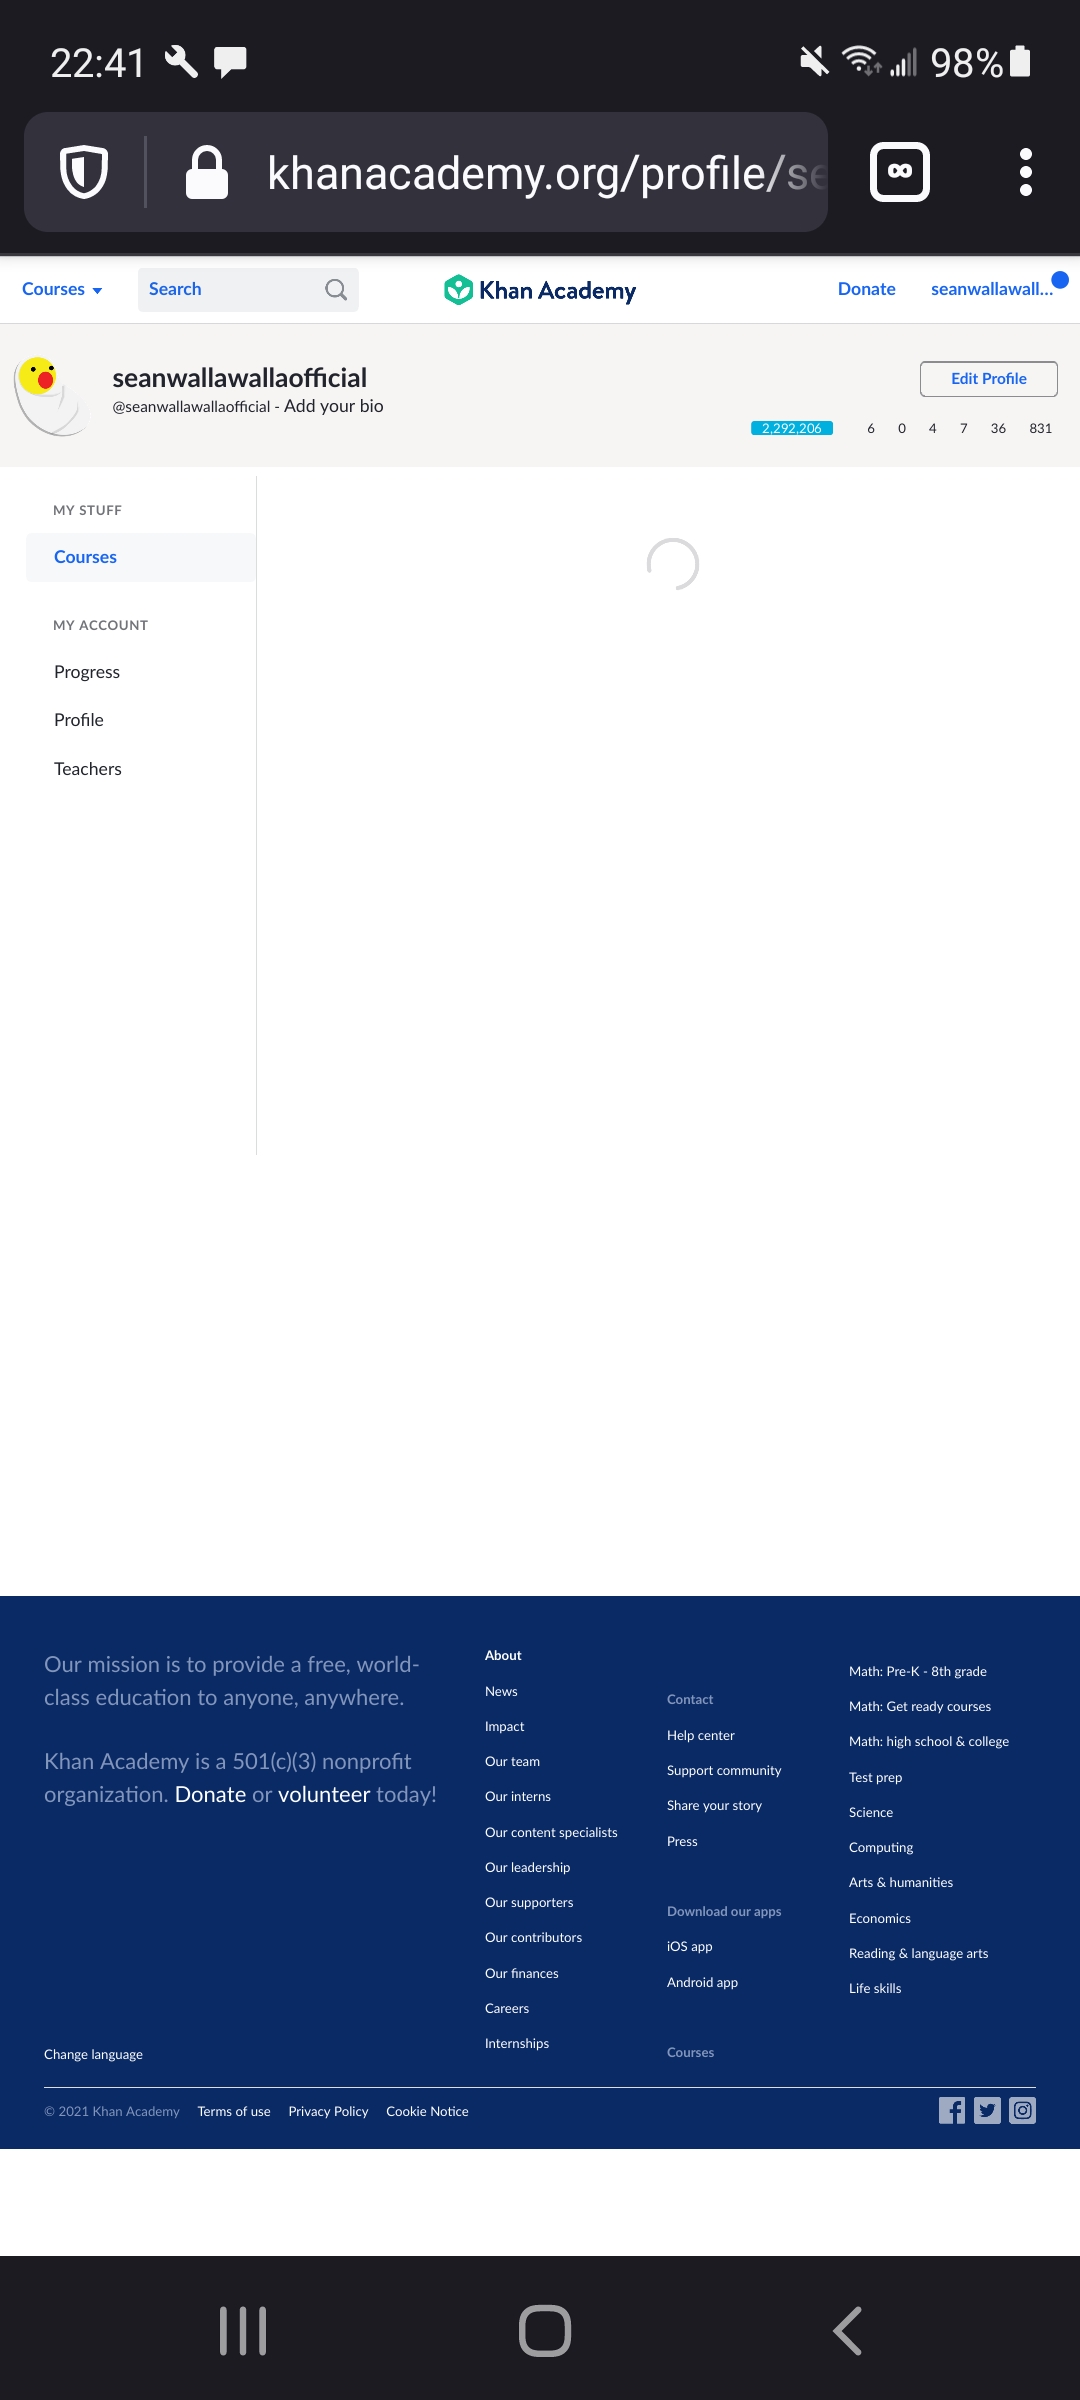 22:41
98%
khanacademy.org/profile/se
∞
Courses
Search
Khan Academy
Donate
seanwallawall...
seanwallawallaofficial
@seanwallawallaofficial - Add your bio
Edit Profile
2,292,206 6 0 4 7 36 831
MY STUFF
Courses
MY ACCOUNT
Progress
Profile
Teachers
Our mission is to provide a free, world-
class education to anyone, anywhere.
Khan Academy is a 501(c)(3) nonprofit
organization. Donate or volunteer today!
About
News
Impact
Our team
Our interns
Our content specialists
Our leadership
Our supporters
Our contributors
Our finances
Careers
Internships
Contact
Help center
Support community
Share your story
Press
Download our apps
iOS app
Android app
Courses
Math: Pre-K - 8th grade
Math: Get ready courses
Math: high school & college
Test prep
Science
Computing
Arts & humanities
Economics
Reading & language arts
Life skills
Change language
© 2021 Khan Academy Terms of use Privacy Policy Cookie Notice